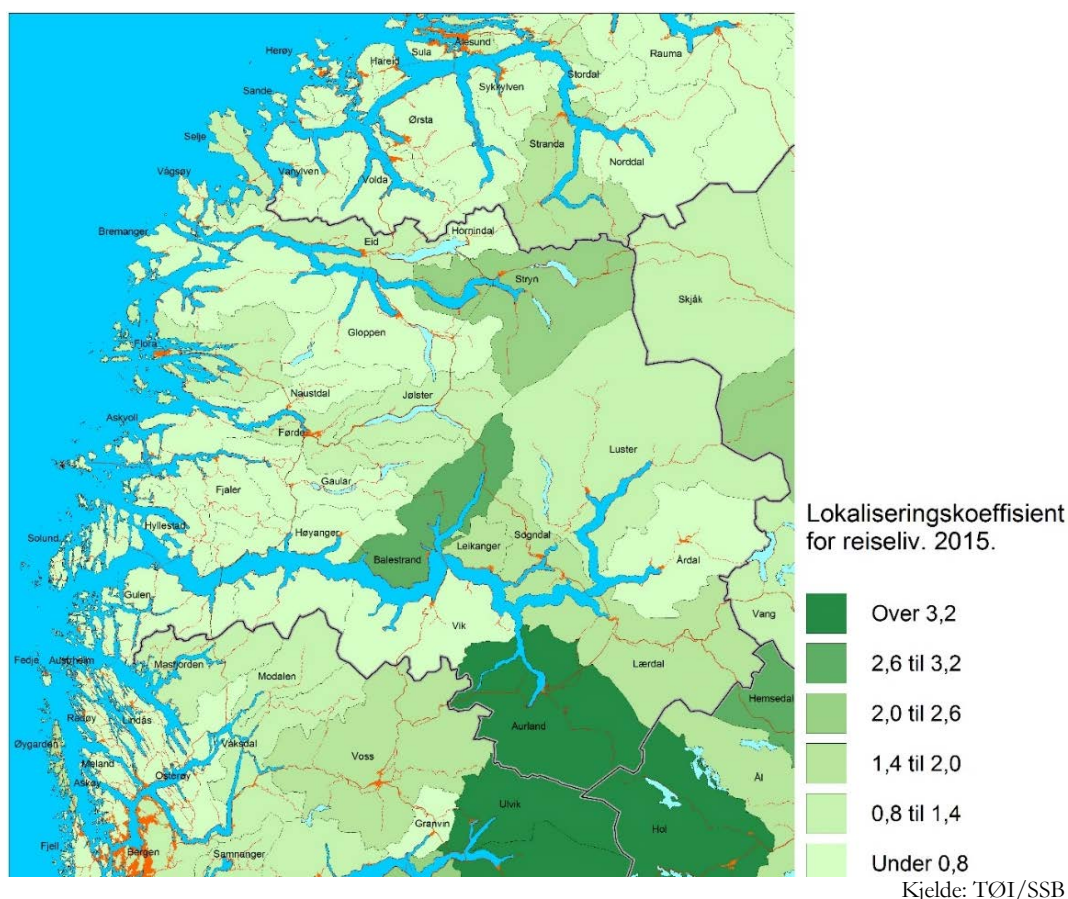 Ålesund
Herøy
Sula
Rauma
Hareid
Stordal
Sykkylven
Sande
Ørsta
Selje
Stranda
Norddal
Vanylven
Volda
Vågsøy
Bremanger
Hornindal
Eid
Stryn
Skjåk
Gloppen
Flora
Naustdal
Jølster
Askvoll
Førde
Luster
Gaular
Fjaler
Hyllestad
Høyanger
Sogndal
Solund
Leikanger
Balestrand
Årdal
Gulen
Vang
Vik
Fedje
Austrheim
Masfjorden
Lærdal
Modalen
Hemsedal
Radøy
Lindås
Aurland
Øygarden
Vaksdal
Voss
Meland
Osterøy
Ål
Askøy
Ulvik
Granvin
Hol
Fjell
Bergen
Samnanger
Lokaliseringskoeffisient
for reiseliv. 2015.
Over 3,2
2,6 til 3,2
2,0 til 2,6
1,4 til 2,0
0,8 til 1,4
Under 0,8
Kjelde: TØI/SSB